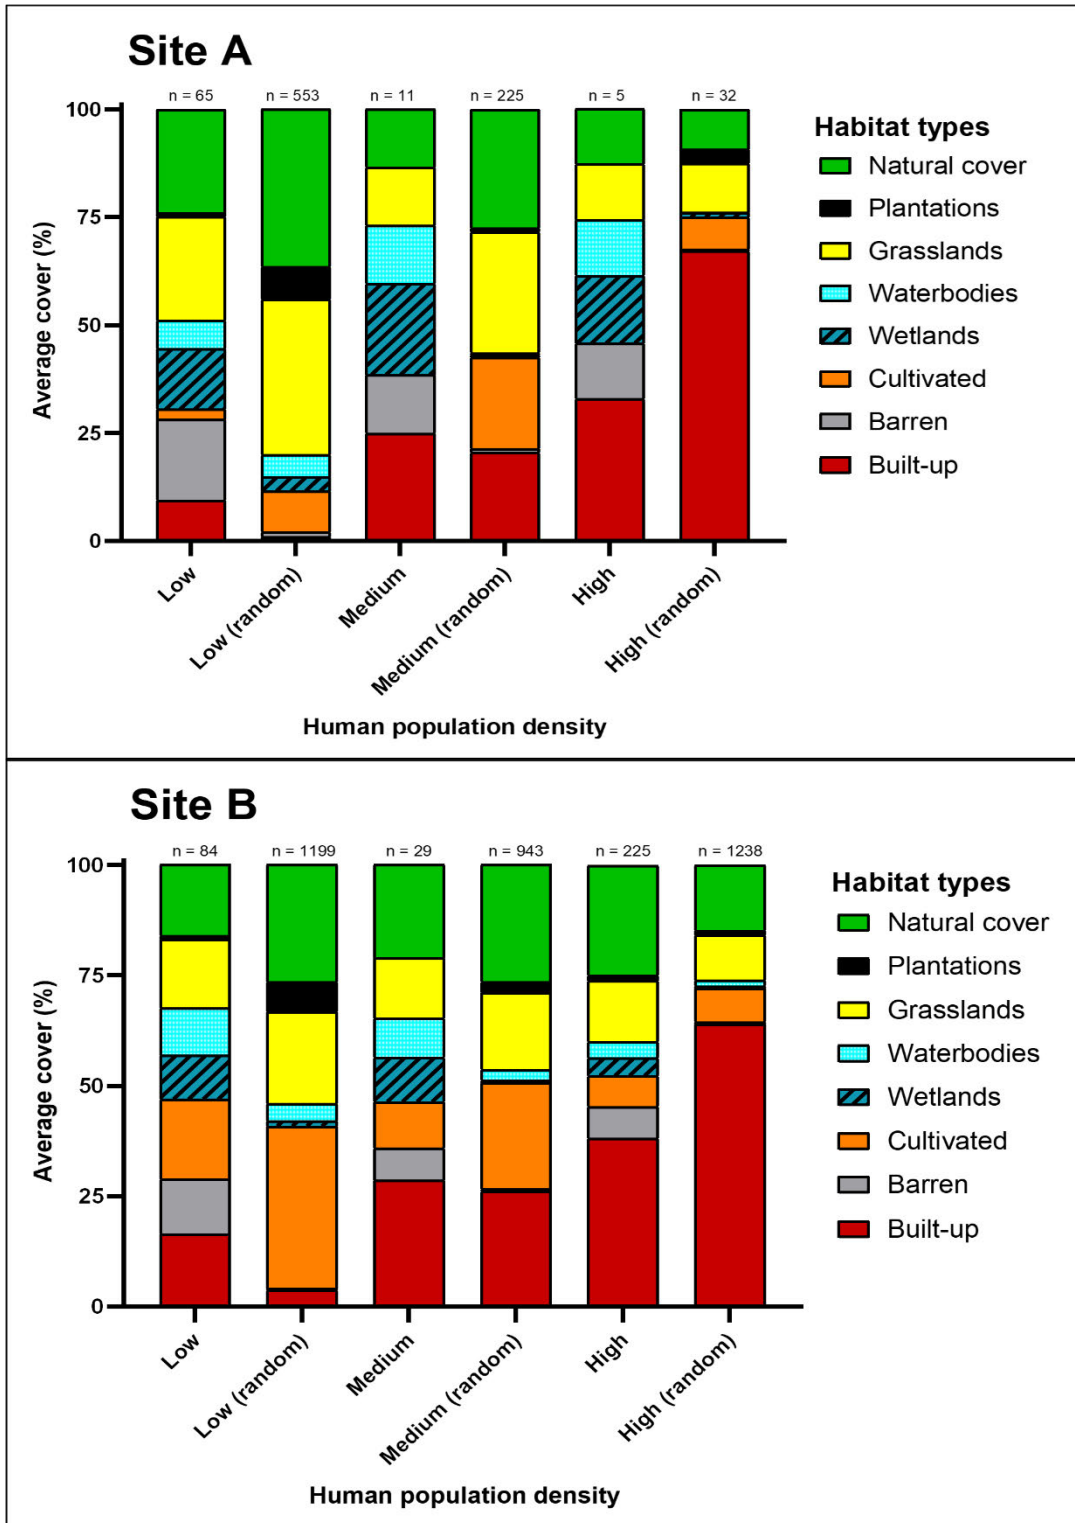 Site A
n = 65
n = 553
n = 11
n = 225
n = 5
n = 32
100
75
50
25
0
Average cover (%)
Low
Low (random)
Medium
Medium (random)
High
High (random)
Human population density
Habitat types
Natural cover
Plantations
Grasslands
Waterbodies
Wetlands
Cultivated
Barren
Built-up
Site B
n = 84
n = 1199
n = 29
n = 943
n = 225
n = 1238
100
75
50
25
0
Average cover (%)
Low
Low (random)
Medium
Medium (random)
High
High (random)
Human population density
Habitat types
Natural cover
Plantations
Grasslands
Waterbodies
Wetlands
Cultivated
Barren
Built-up